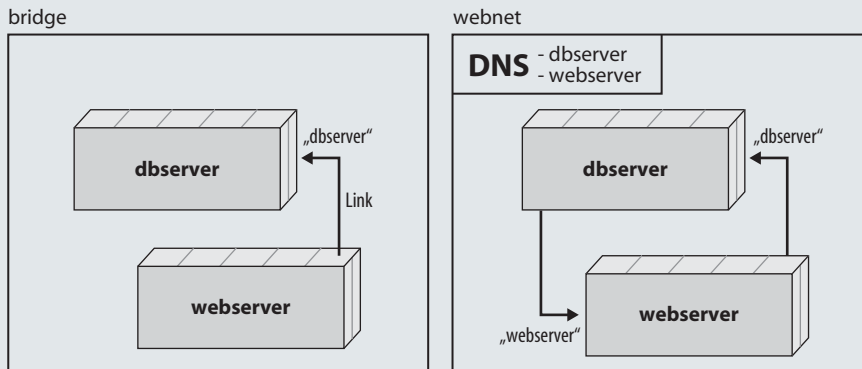 bridge
„dbserver“
dbserver
Link
webserver
webnet
DNS - dbserver
- webserver
„dbserver“
dbserver
webserver
„webserver“